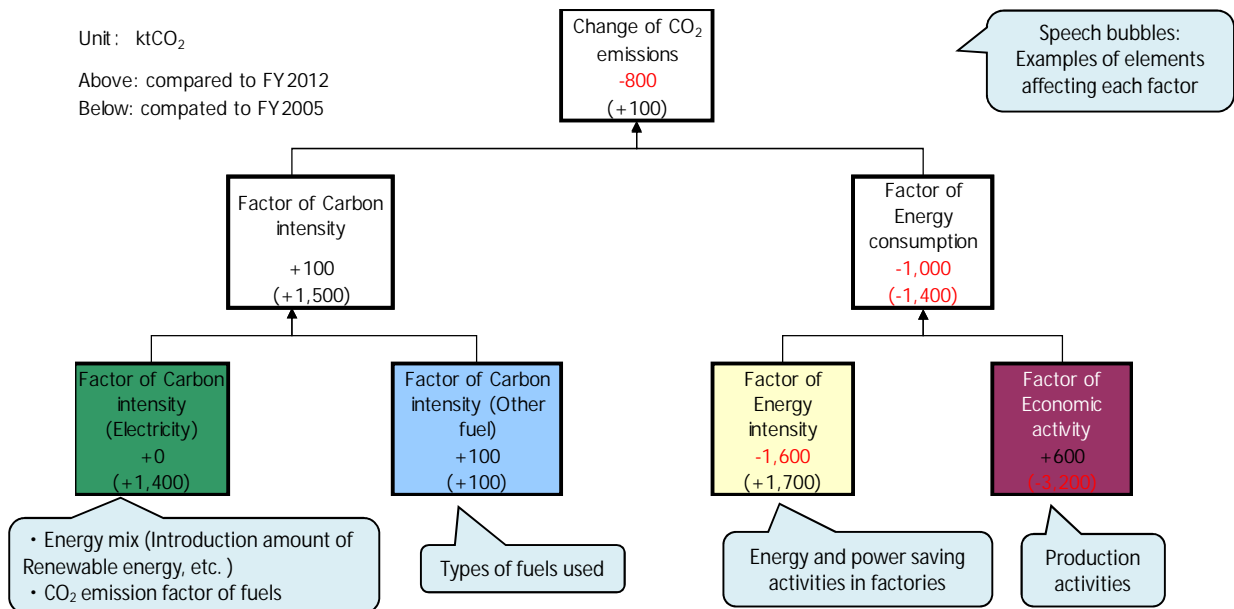 Unit: ktCO₂
Above: compared to FY2012
Below: compated to FY2005
Change of CO₂
emissions
-800
(+100)
Speech bubbles:
Examples of elements
affecting each factor
Factor of Carbon
intensity
+100
(+1,500)
Factor of
Energy
consumption
-1,000
(-1,400)
Factor of Carbon
intensity
(Electricity)
+0
(+1,400)
Factor of Carbon
intensity (Other
fuel)
+100
(+100)
Factor of
Energy
intensity
-1,600
(+1,700)
Factor of
Economic
activity
+600
(-3,200)
・Energy mix (Introduction amount of
Renewable energy, etc. )
・CO₂ emission factor of fuels
Types of fuels used
Energy and power saving
activities in factories
Production
activities